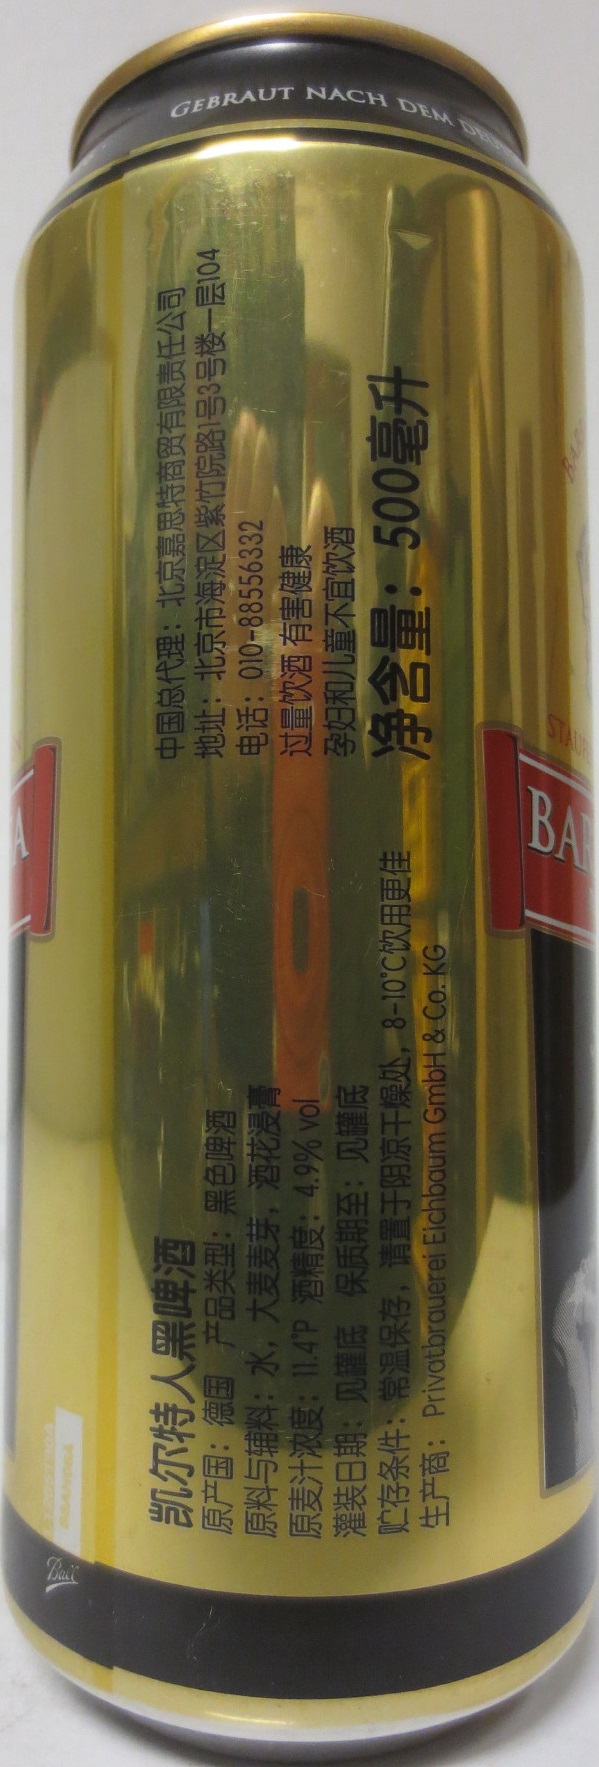 GEBRAUT NACH DEM DEU
凯尔特人黑啤酒
原产国：德国 产品类型：黑色啤酒
原料与辅料：水，大麦麦芽，酒花浸膏
原麦汁浓度：11.4°P 酒精度：4.9% vol
灌装日期：见罐底 保质期至：见罐底
贮存条件：常温保存，请置于阴凉干燥处，8-10℃饮用更佳
生产商：Privatbrauerei Eichbaum GmbH & Co. KG
中国总代理：北京嘉思特商贸有限责任公司
地址：北京市海淀区紫竹院路1号3号楼一层104
电话：010-88556332
过量饮酒 有害健康
孕妇和儿童不宜饮酒
净含量：500毫升
BAR
A
Ball